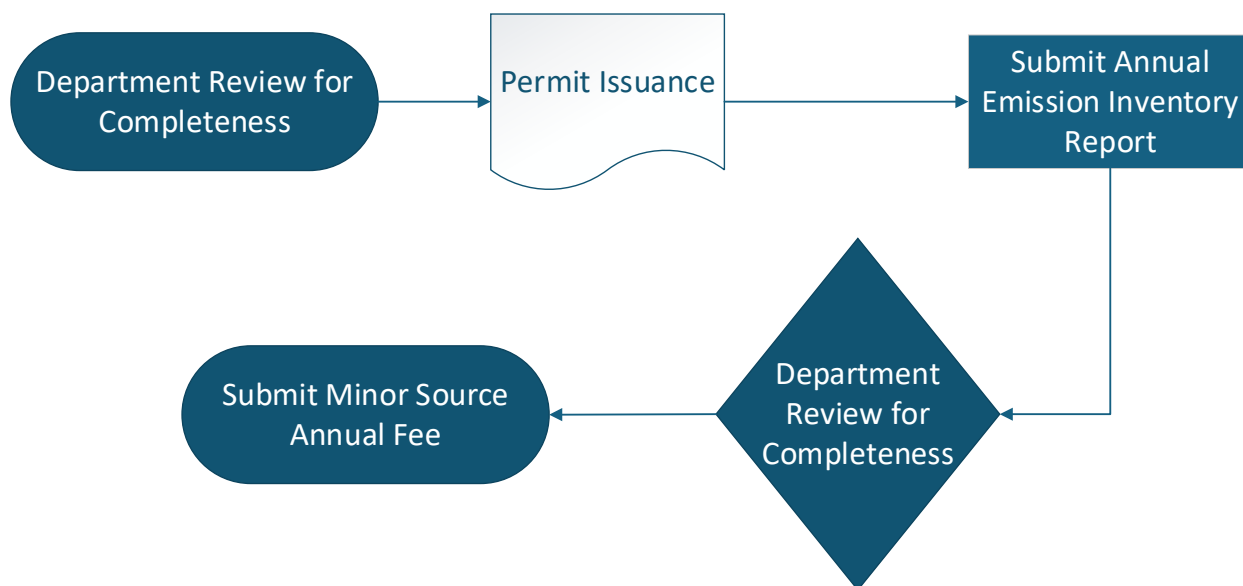 Department Review for
Completeness
Permit Issuance
Submit Annual
Emission Inventory
Report
Department
Review for
Completeness
Submit Minor Source
Annual Fee